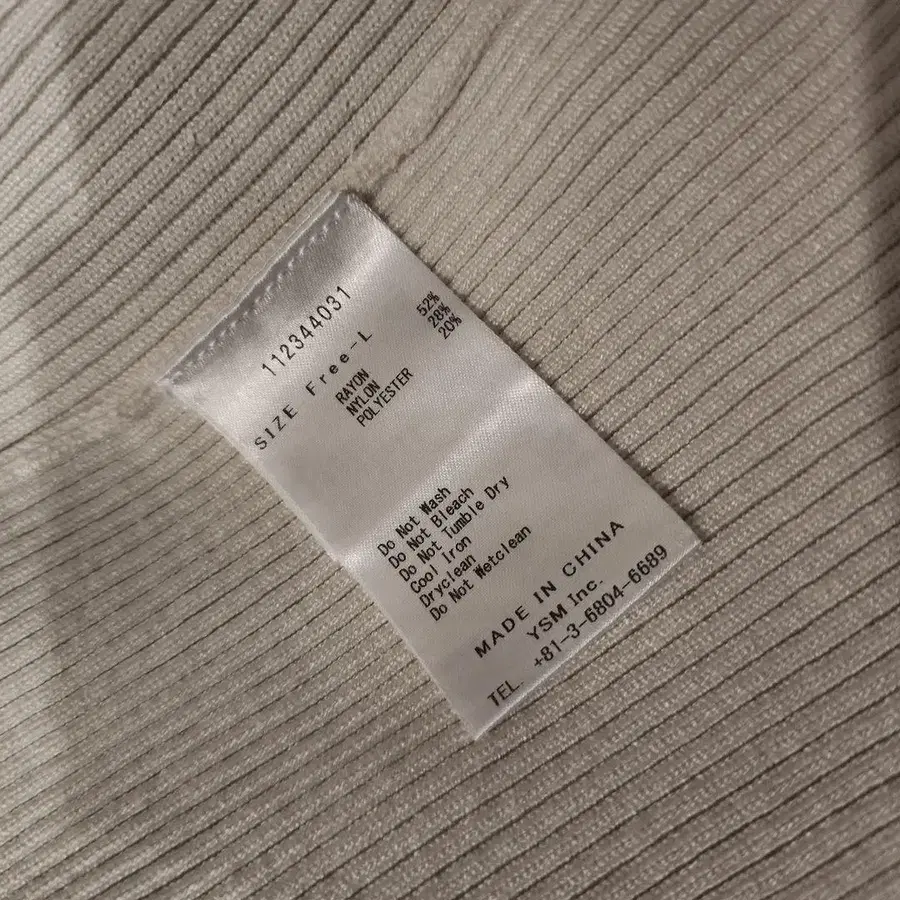 112344031
SIZE Free-L
RAYON 52%
NYLON 28%
POLYESTER 20%
Do Not Wash
Do Not Bleach
Do Not Tumble Dry
Cool Iron
Dryclean
Do Not Wetclean
MADE IN CHINA
YSM Inc.
TEL. +81-3-6804-6689